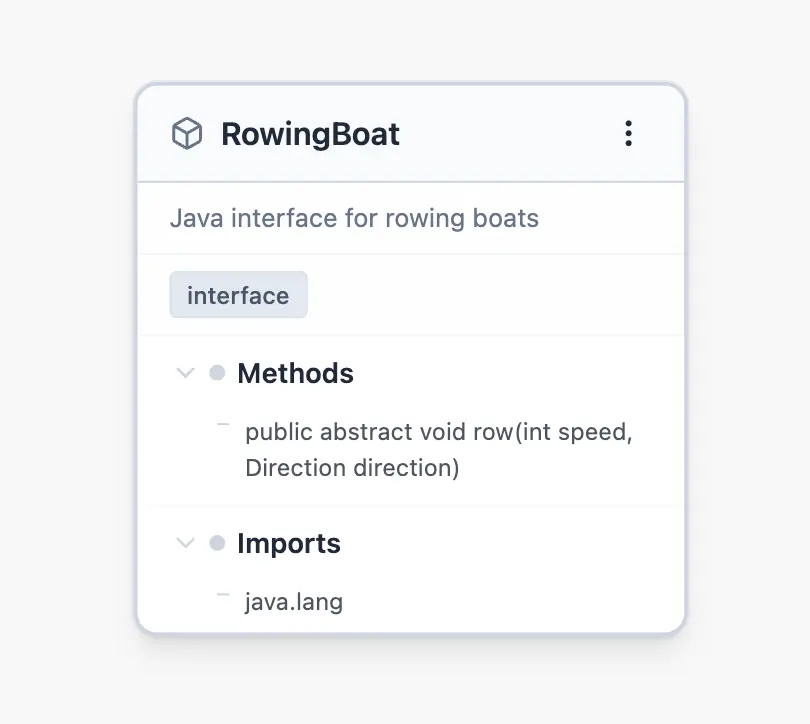 RowingBoat
Java interface for rowing boats
interface
Methods
public abstract void row(int speed,
Direction direction)
Imports
java.lang